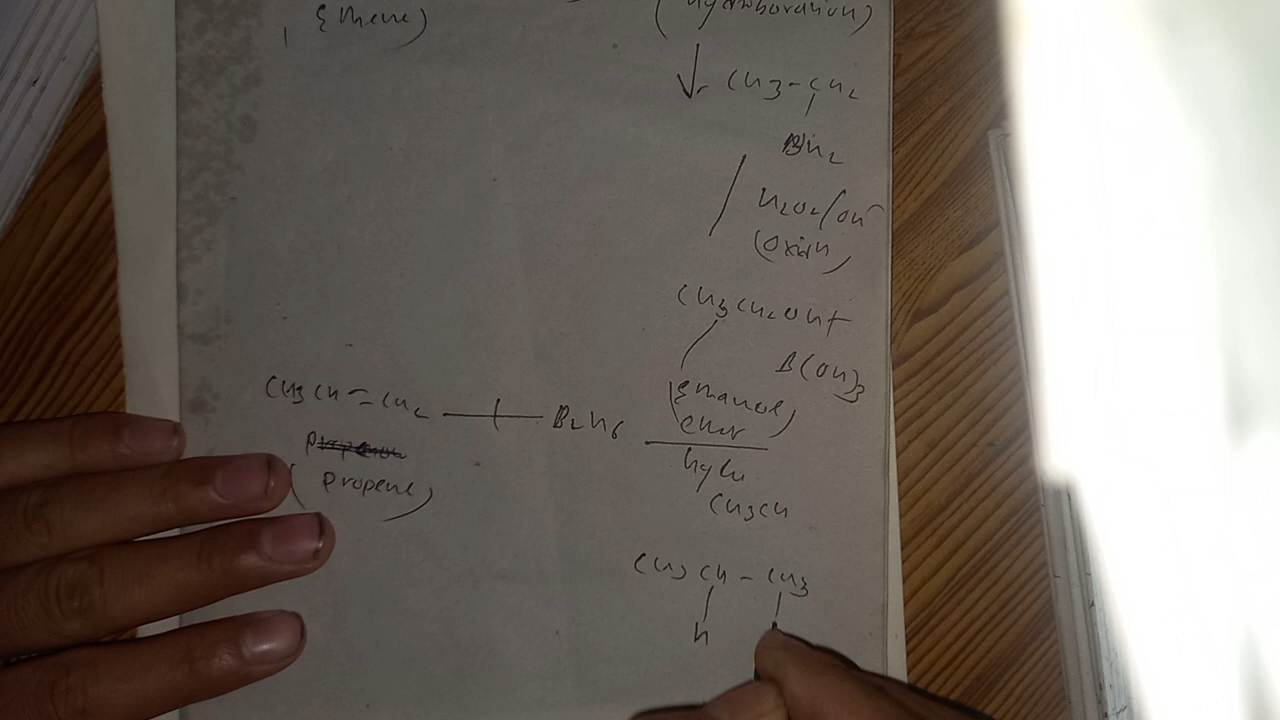 , Ethene)
(hydroboration)
CH3-CH2
BH2
H2O2/OH-
(Oxidn)
CH3CH2OH+
B(OH)3
(Ethanol)
CH3CH=CH2 + B2H6
(propene)
CH3CH
CH3CH-CH3
H